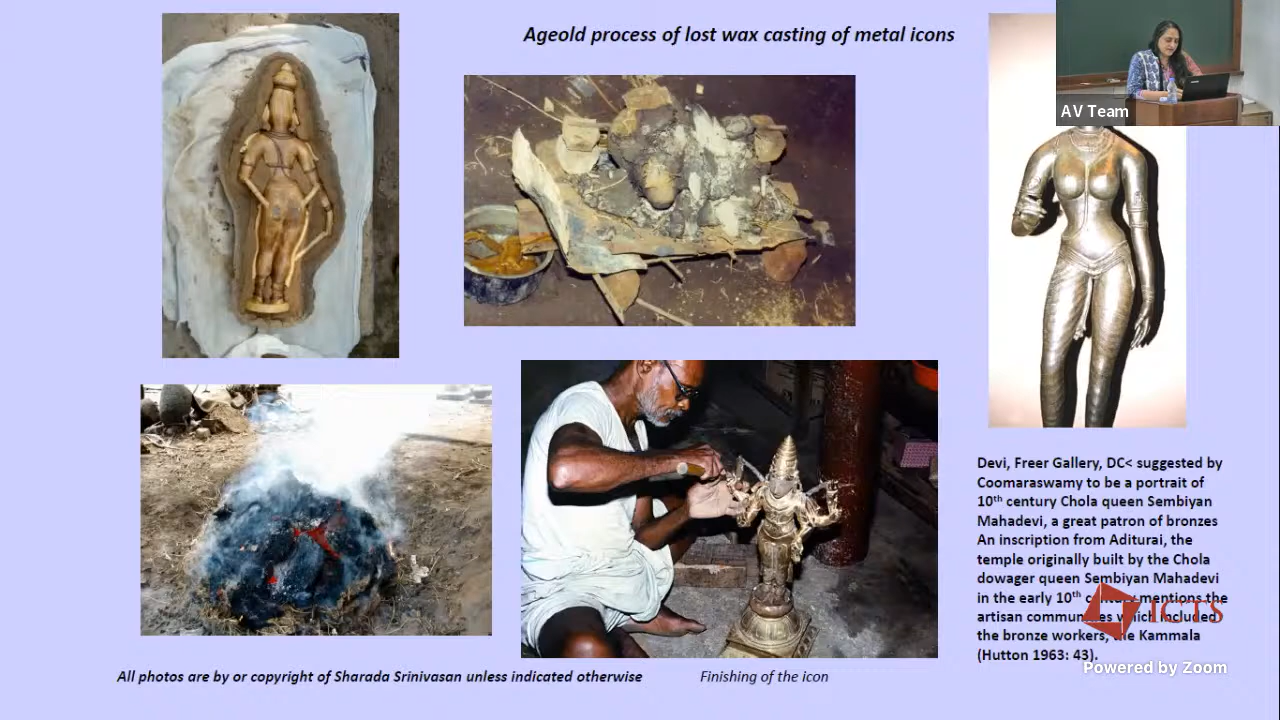 Ageold process of lost wax casting of metal icons
AV Team
Devi, Freer Gallery, DC< suggested by
Coomaraswamy to be a portrait of
10th century Chola queen Sembiyan
Mahadevi, a great patron of bronzes
An inscription from Aditurai, the
temple originally built by the Chola
dowager queen Sembiyan Mahadevi
in the early 10th century mentions the
artisan communities which included
the bronze workers, the Kammala
(Hutton 1963: 43).
ICTS
Powered by Zoom
All photos are by or copyright of Sharada Srinivasan unless indicated otherwise
Finishing of the icon